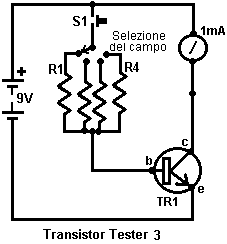 S1
1mA
Selezione
del campo
R1
R4
+
9V
c
b
e
TR1
Transistor Tester 3